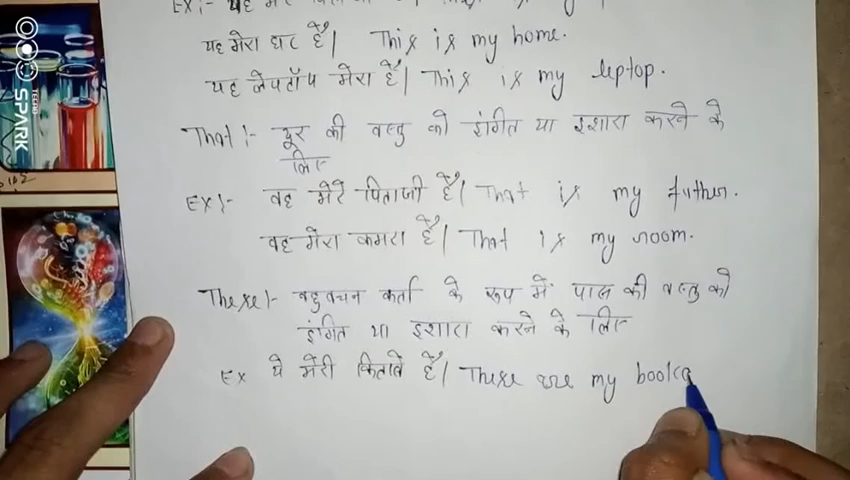 यह मेरा घर है| This is my home.
यह लेपटॉप मेरा है| This is my leptop.
That :- दूर की वस्तु को इंगित या इशारा करने के
लिए
Ex:- वह मेरे पिताजी है| That is my father.
वह मेरा कमरा है| That is my room.
These:- बहुवचन कर्ता के रूप में पास की वस्तु को
इंगित या इशारा करने के लिए
Ex ये मेरी किताबे है| These are my books
SPARK
TECNO